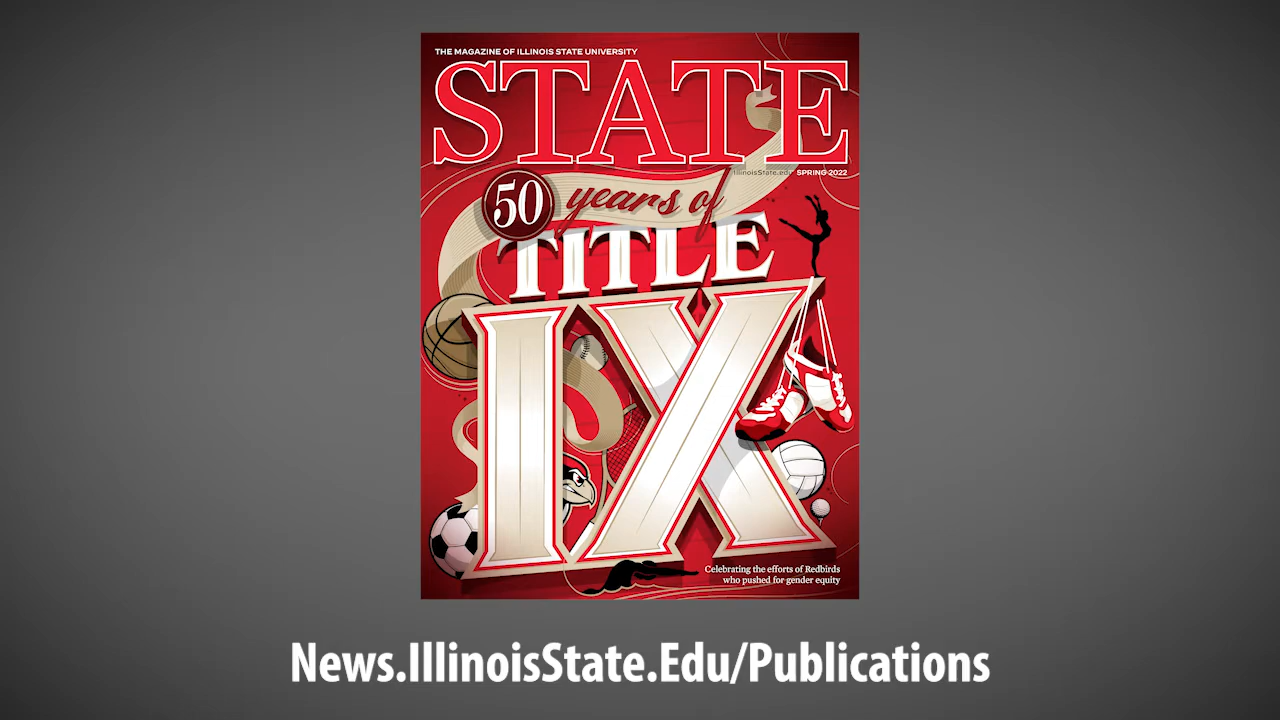 THE MAGAZINE OF ILLINOIS STATE UNIVERSITY
STATE
IllinoisState.edu SPRING 2022
50 years of
TITLE
IX
Celebrating the efforts of Redbirds
who pushed for gender equity
News.IllinoisState.Edu/Publications